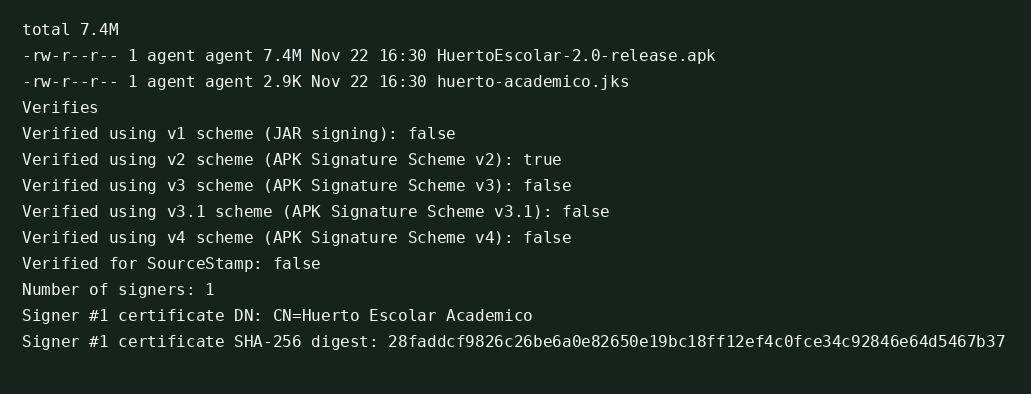 total 7.4M
-rw-r--r-- 1 agent agent 7.4M Nov 22 16:30 HuertoEscolar-2.0-release.apk
-rw-r--r-- 1 agent agent 2.9K Nov 22 16:30 huerto-academico.jks
Verifies
Verified using v1 scheme (JAR signing): false
Verified using v2 scheme (APK Signature Scheme v2): true
Verified using v3 scheme (APK Signature Scheme v3): false
Verified using v3.1 scheme (APK Signature Scheme v3.1): false
Verified using v4 scheme (APK Signature Scheme v4): false
Verified for SourceStamp: false
Number of signers: 1
Signer #1 certificate DN: CN=Huerto Escolar Academico
Signer #1 certificate SHA-256 digest: 28faddcf9826c26be6a0e82650e19bc18ff12ef4c0fce34c92846e64d5467b37